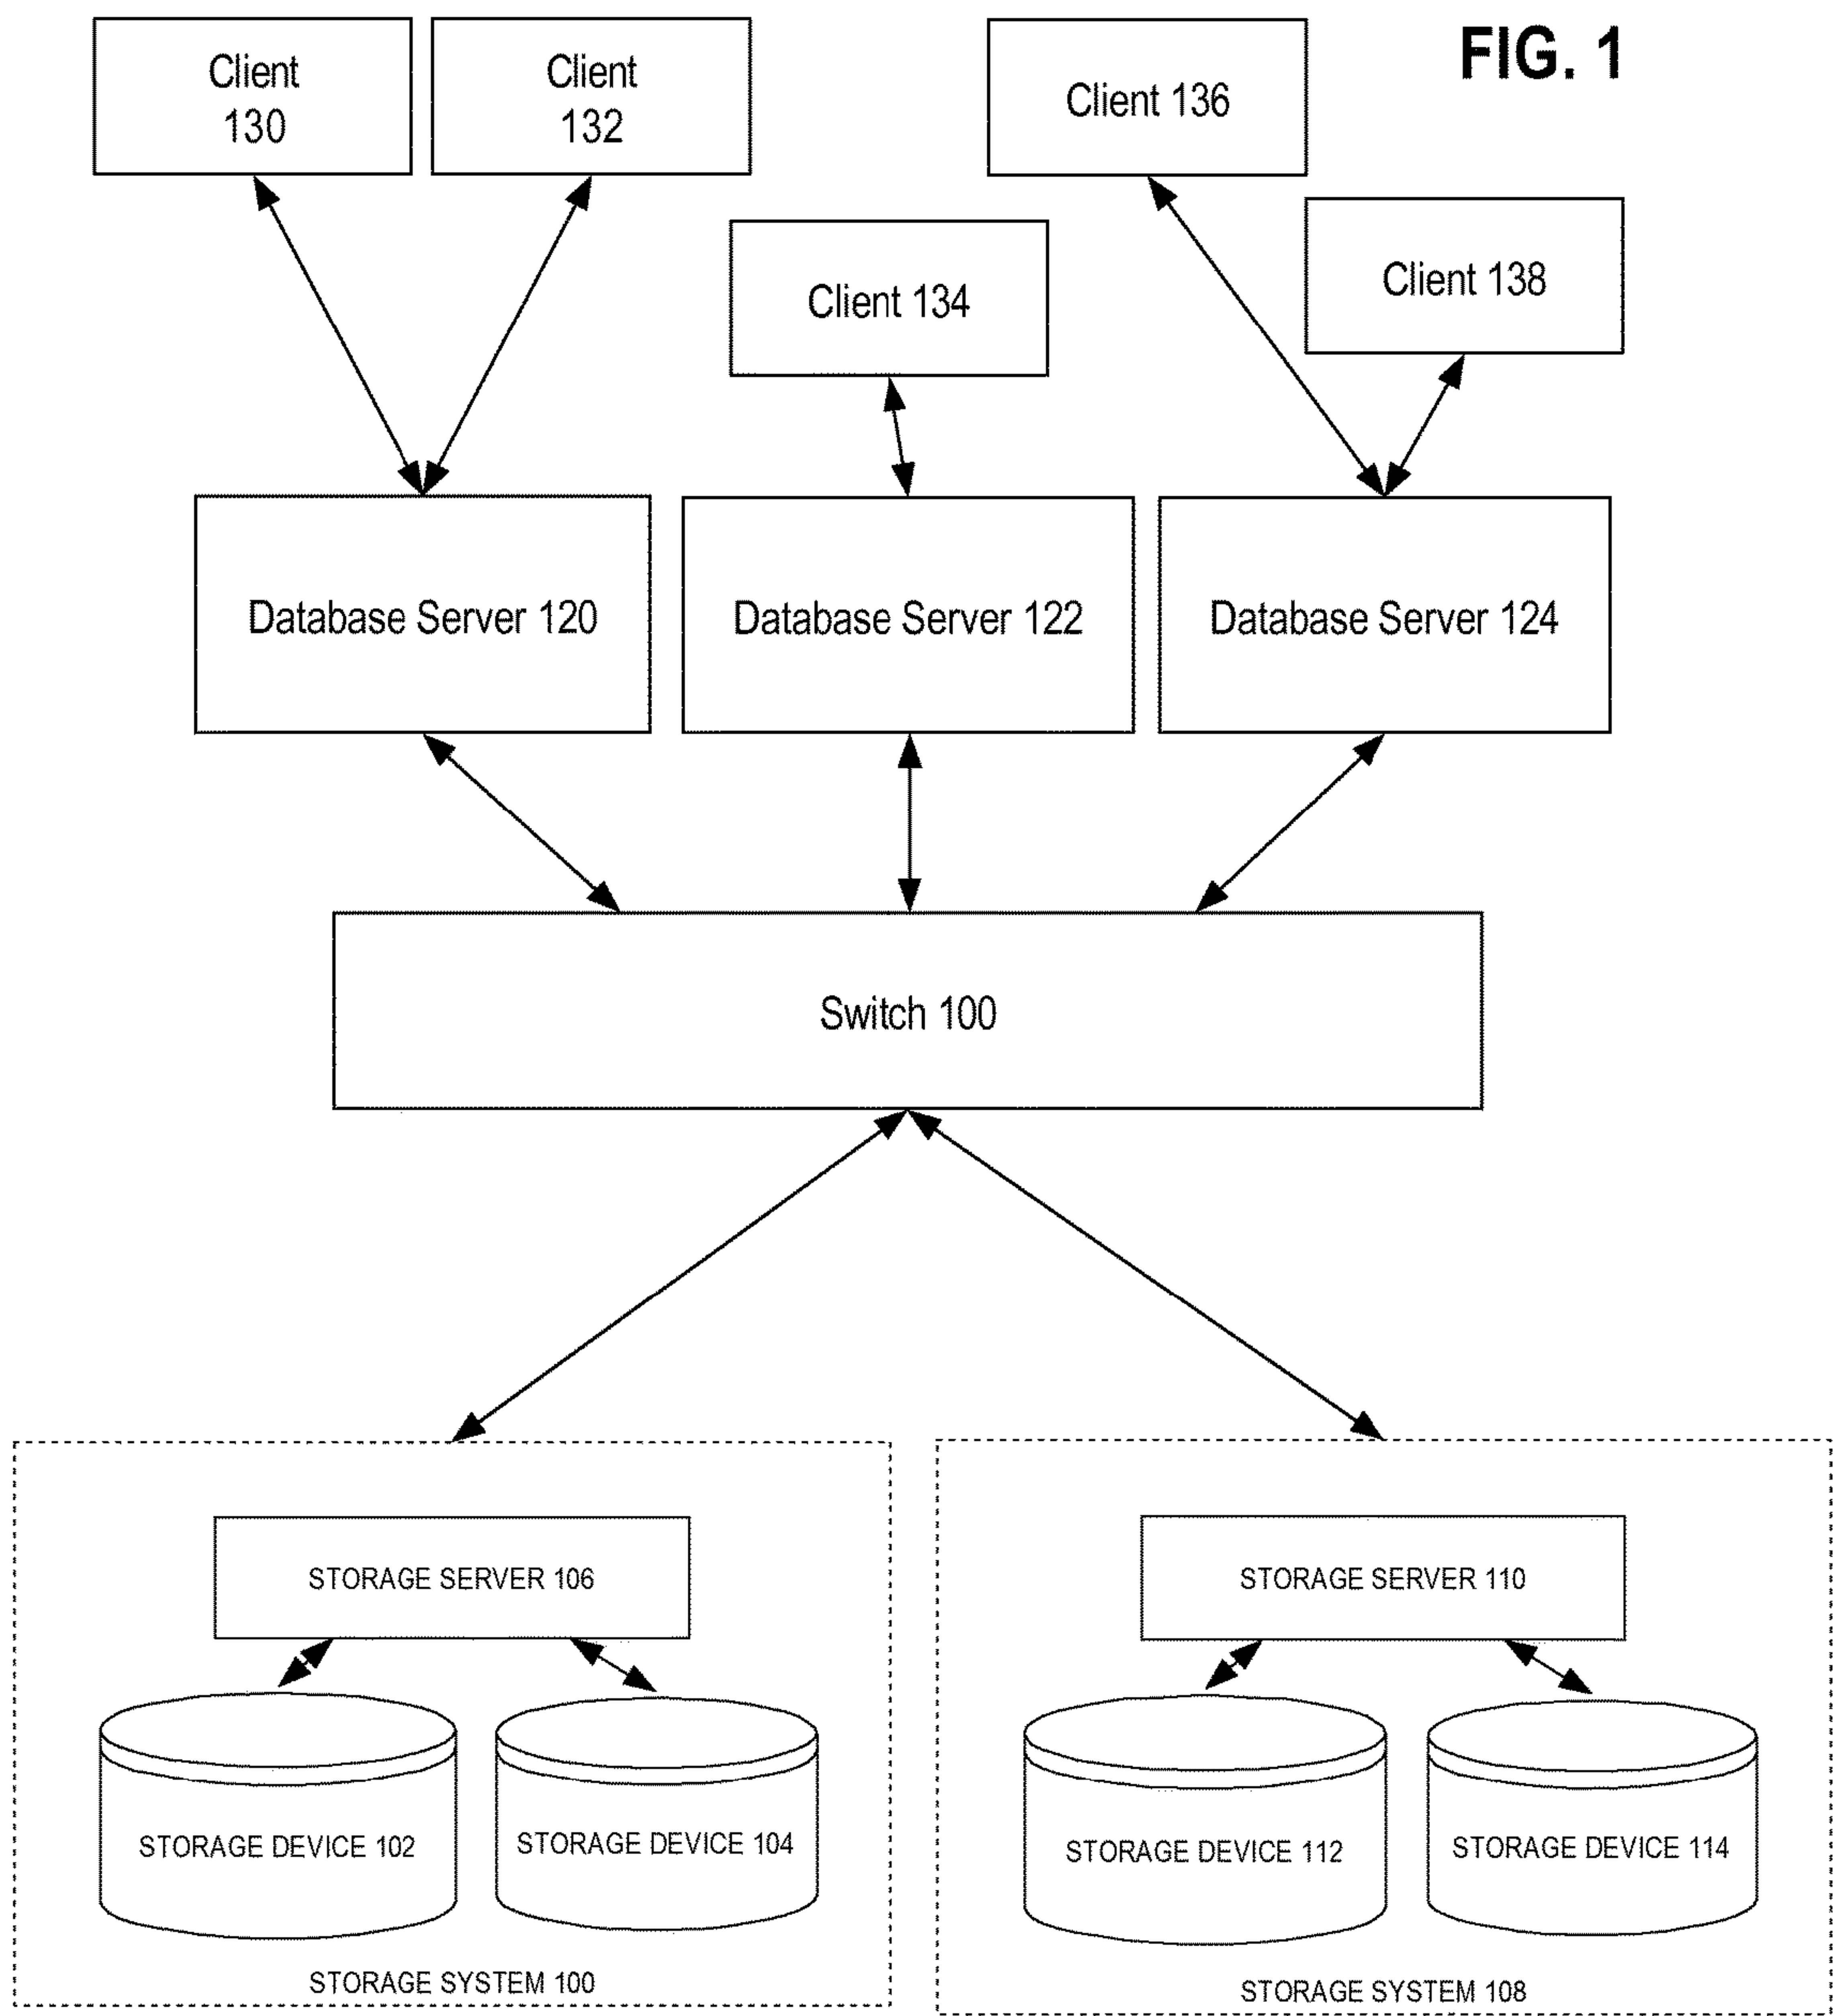 FIG. 1
Client
130
Client
132
Client 136
Client 134
Client 138
Database Server 120
Database Server 122
Database Server 124
Switch 100
STORAGE SERVER 106
STORAGE SERVER 110
STORAGE DEVICE 102
STORAGE DEVICE 104
STORAGE DEVICE 112
STORAGE DEVICE 114
STORAGE SYSTEM 100
STORAGE SYSTEM 108